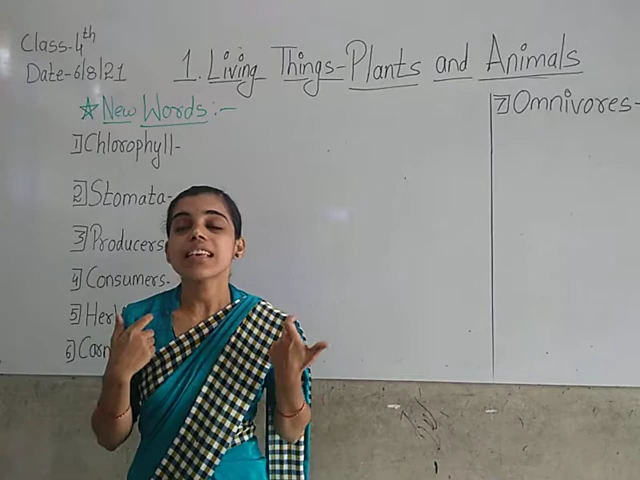 Class-4th
Date-6/8/21
1. Living Things-Plants and Animals
☆ New Words:-
1] Chlorophyll-
2] Stomata-
3] Producers
4] Consumers-
5]
6]
7] Omnivores-